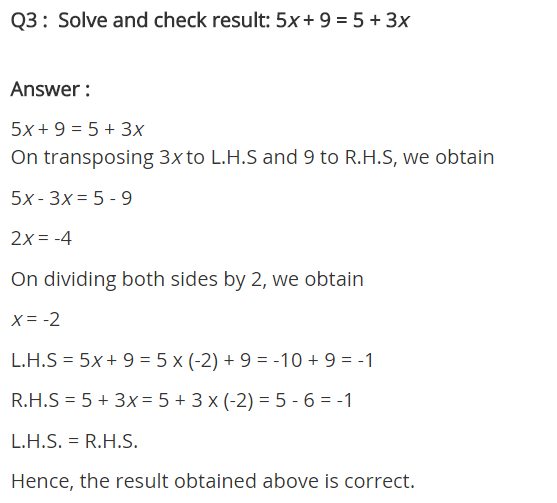 Q3 : Solve and check result: 5x + 9 = 5 + 3x
Answer :
5x + 9 = 5 + 3x
On transposing 3x to L.H.S and 9 to R.H.S, we obtain
5x - 3x = 5 - 9
2x = -4
On dividing both sides by 2, we obtain
x = -2
L.H.S = 5x + 9 = 5 x (-2) + 9 = -10 + 9 = -1
R.H.S = 5 + 3x = 5 + 3 x (-2) = 5 - 6 = -1
L.H.S. = R.H.S.
Hence, the result obtained above is correct.